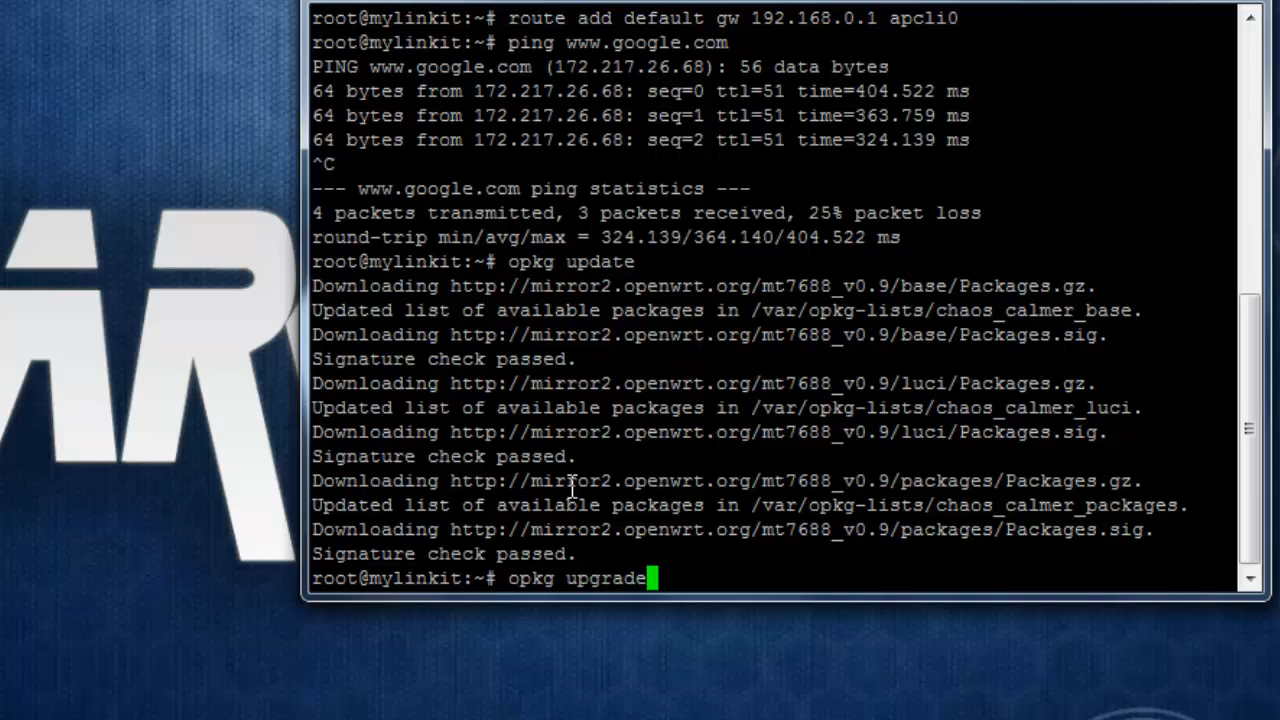 root@mylinkit:~# route add default gw 192.168.0.1 apcli0
root@mylinkit:~# ping www.google.com
PING www.google.com (172.217.26.68): 56 data bytes
64 bytes from 172.217.26.68: seq=0 ttl=51 time=404.522 ms
64 bytes from 172.217.26.68: seq=1 ttl=51 time=363.759 ms
64 bytes from 172.217.26.68: seq=2 ttl=51 time=324.139 ms
^C
--- www.google.com ping statistics ---
4 packets transmitted, 3 packets received, 25% packet loss
round-trip min/avg/max = 324.139/364.140/404.522 ms
root@mylinkit:~# opkg update
Downloading http://mirror2.openwrt.org/mt7688_v0.9/base/Packages.gz.
Updated list of available packages in /var/opkg-lists/chaos_calmer_base.
Downloading http://mirror2.openwrt.org/mt7688_v0.9/base/Packages.sig.
Signature check passed.
Downloading http://mirror2.openwrt.org/mt7688_v0.9/luci/Packages.gz.
Updated list of available packages in /var/opkg-lists/chaos_calmer_luci.
Downloading http://mirror2.openwrt.org/mt7688_v0.9/luci/Packages.sig.
Signature check passed.
Downloading http://mirror2.openwrt.org/mt7688_v0.9/packages/Packages.gz.
Updated list of available packages in /var/opkg-lists/chaos_calmer_packages.
Downloading http://mirror2.openwrt.org/mt7688_v0.9/packages/Packages.sig.
Signature check passed.
root@mylinkit:~# opkg upgrade